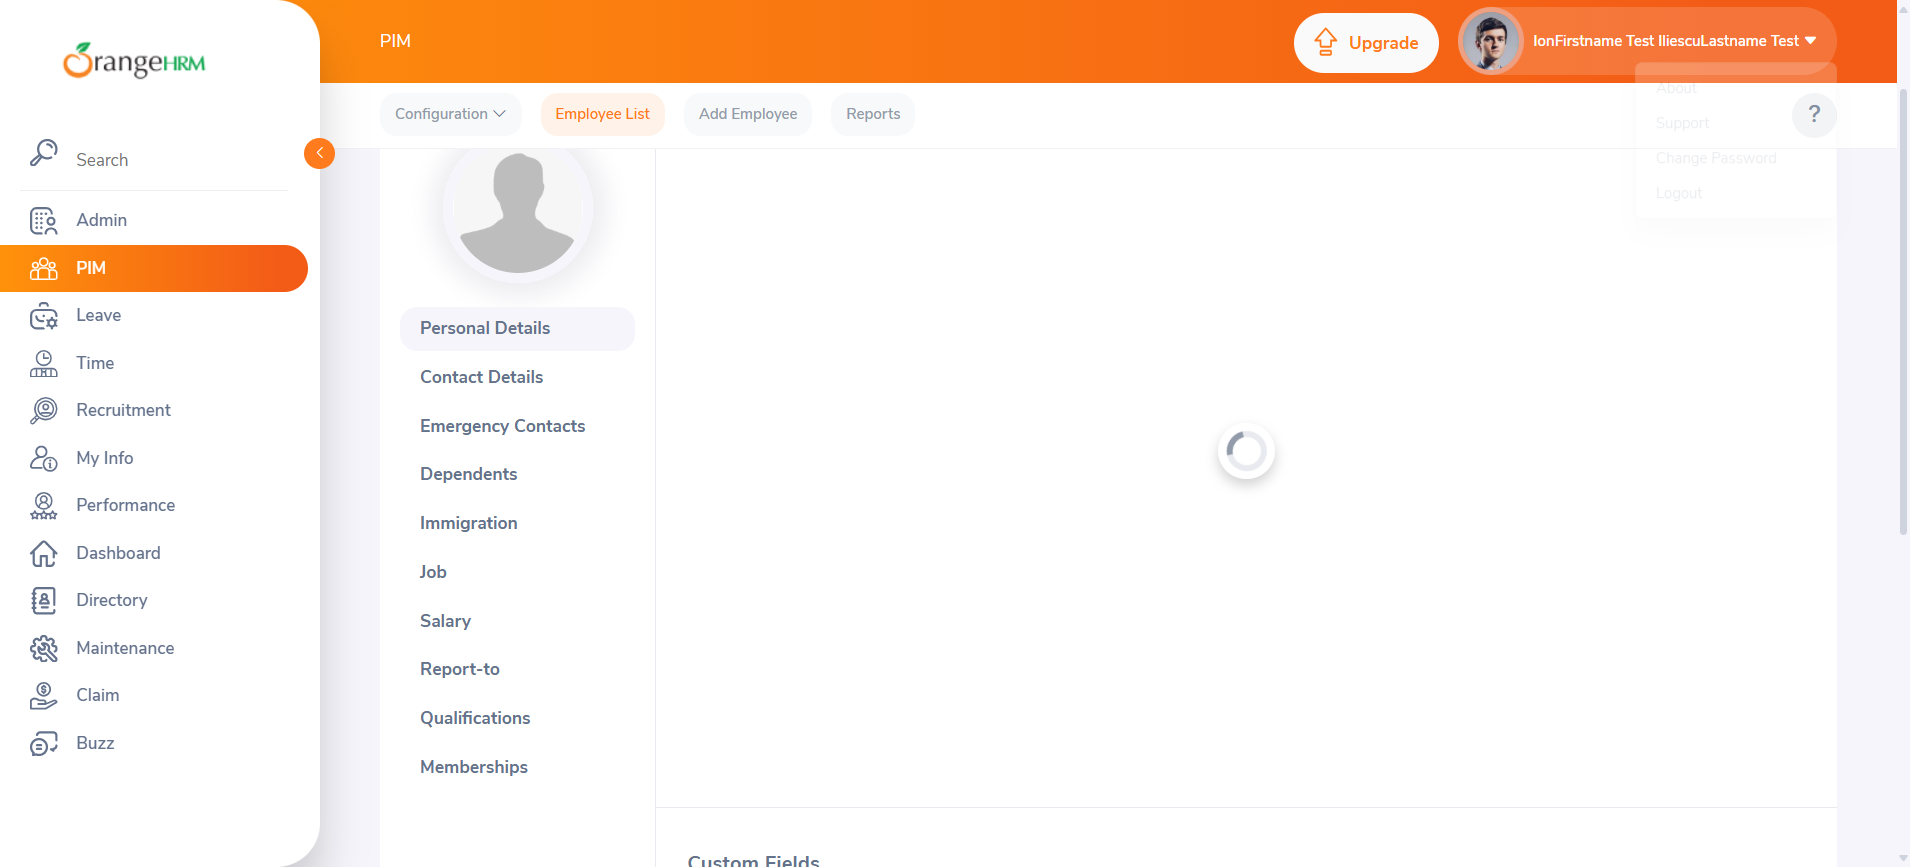 PIM
Upgrade
IonFirstname Test IliescuLastname Test
OrangeHRM
Configuration
Employee List
Add Employee
Reports
?
About
Support
Change Password
Logout
Search
Admin
PIM
Leave
Time
Recruitment
My Info
Performance
Dashboard
Directory
Maintenance
Claim
Buzz
Personal Details
Contact Details
Emergency Contacts
Dependents
Immigration
Job
Salary
Report-to
Qualifications
Memberships
Custom Fields